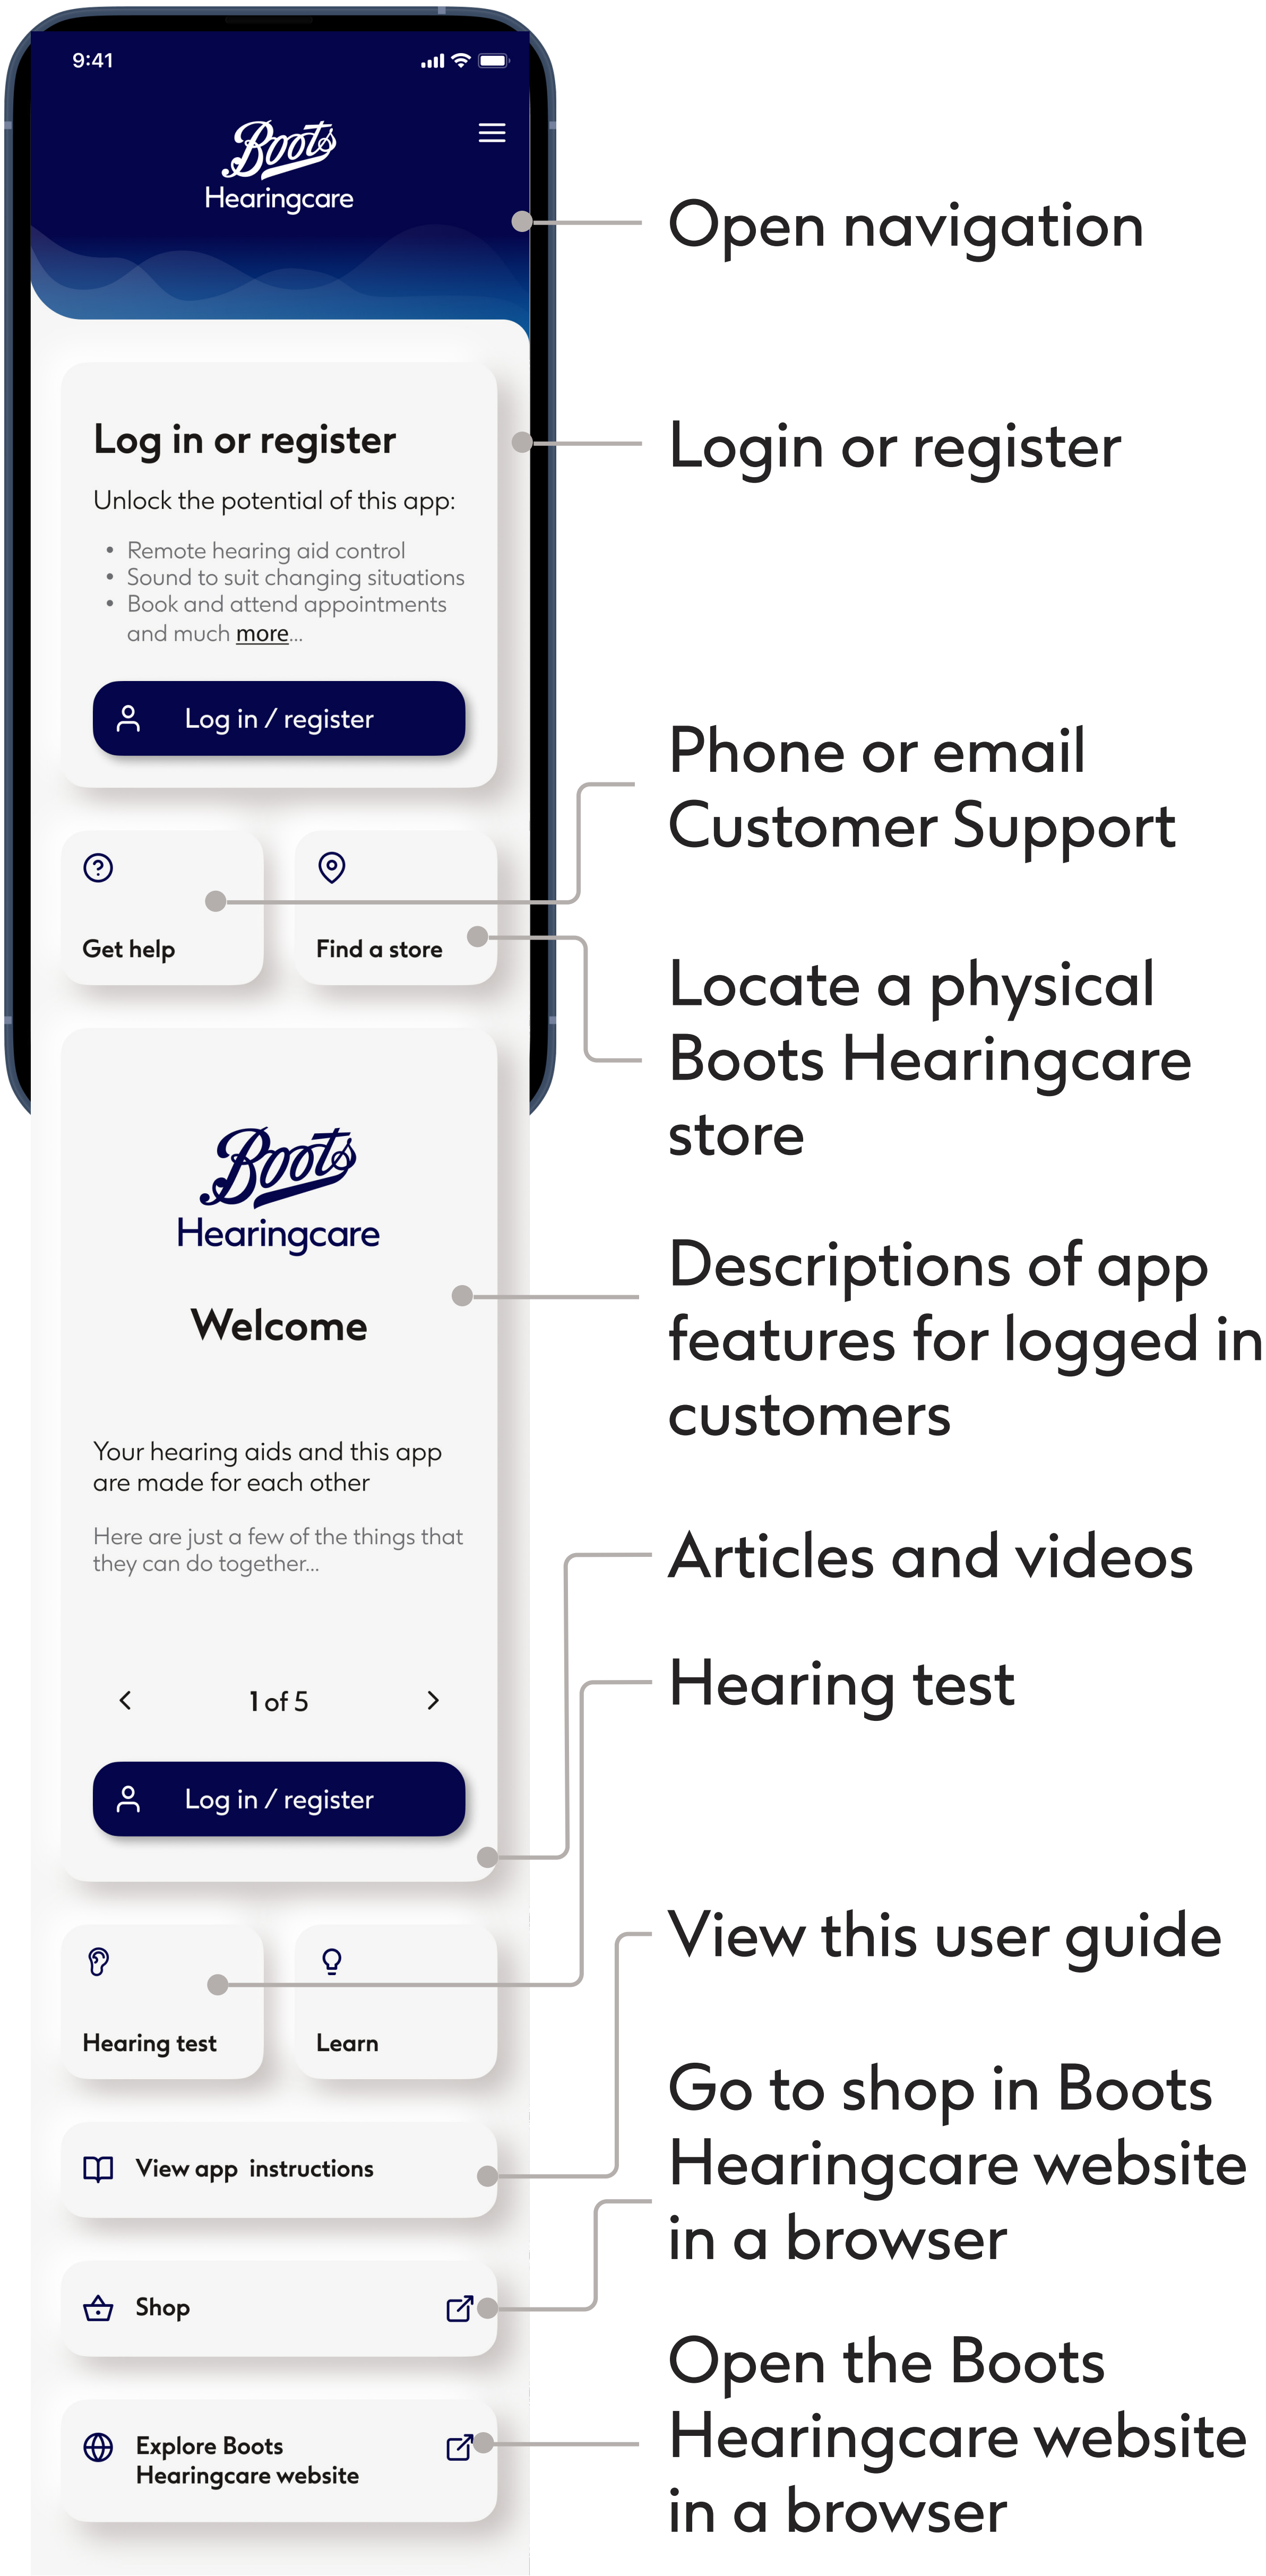 9:41
Boots
Hearingcare
Open navigation
Log in or register
Login or register
Unlock the potential of this app:
• Remote hearing aid control
• Sound to suit changing situations
• Book and attend appointments
and much more...
Log in / register
Phone or email
Customer Support
Get help
Find a store
Locate a physical
Boots Hearingcare
store
Boots
Hearingcare
Welcome
Descriptions of app
features for logged in
customers
Your hearing aids and this app
are made for each other
Here are just a few of the things that
they can do together...
Articles and videos
Hearing test
1 of 5
Log in / register
Hearing test
Learn
View this user guide
View app instructions
Go to shop in Boots
Hearingcare website
in a browser
Shop
Explore Boots
Hearingcare website
Open the Boots
Hearingcare website
in a browser